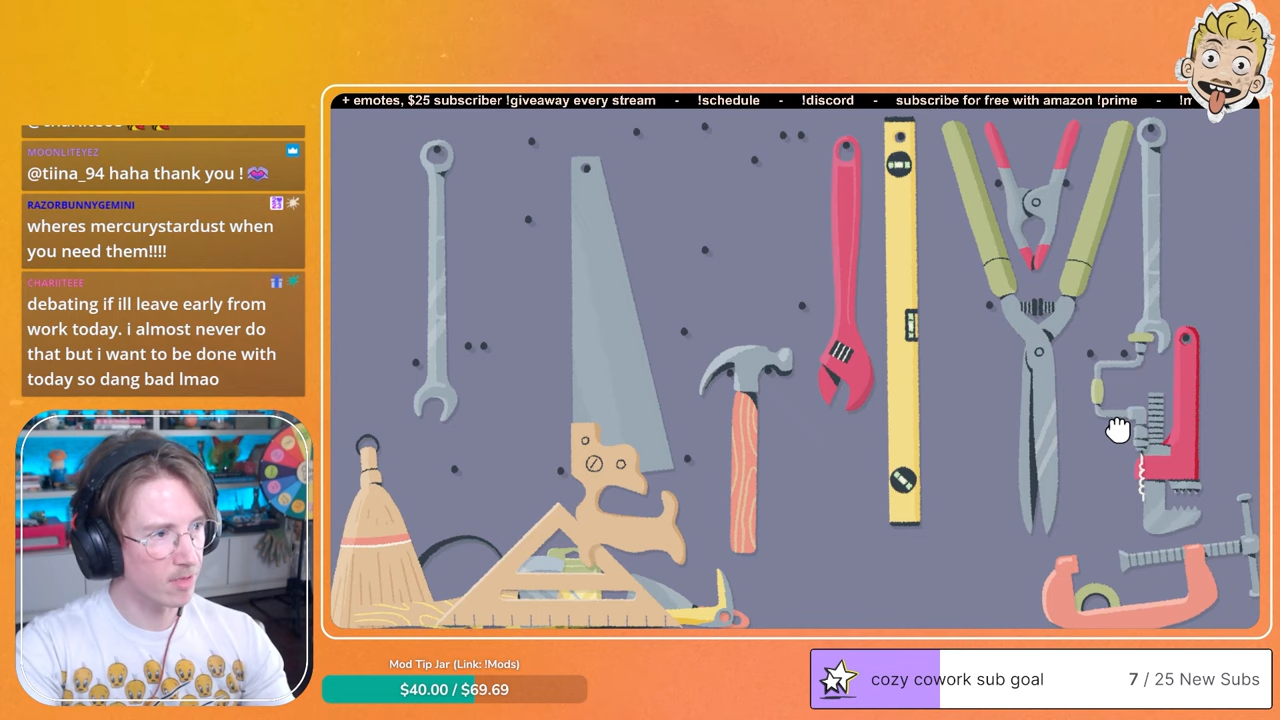 + emotes, $25 subscriber !giveaway every stream - !schedule - !discord - subscribe for free with amazon !prime - !m
MOONLITEYEZ
@tiina_94 haha thank you !
RAZORBUNNYGEMINI
wheres mercurystardust when
you need them!!!!
CHARIITEEE
debating if ill leave early from
work today. i almost never do
that but i want to be done with
today so dang bad lmao
Mod Tip Jar (Link: !Mods)
$40.00 / $69.69
cozy cowork sub goal 7 / 25 New Subs